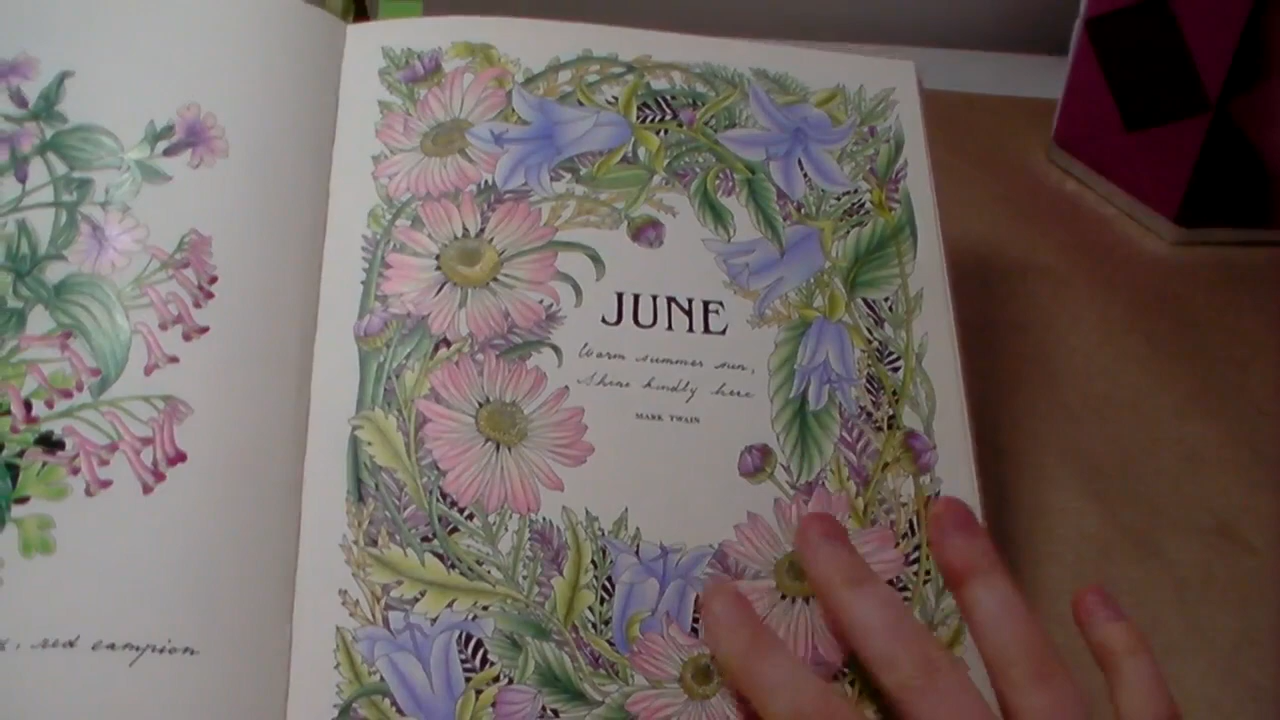 JUNE
Warm summer sun,
Shine kindly here
MARK TWAIN
red campion